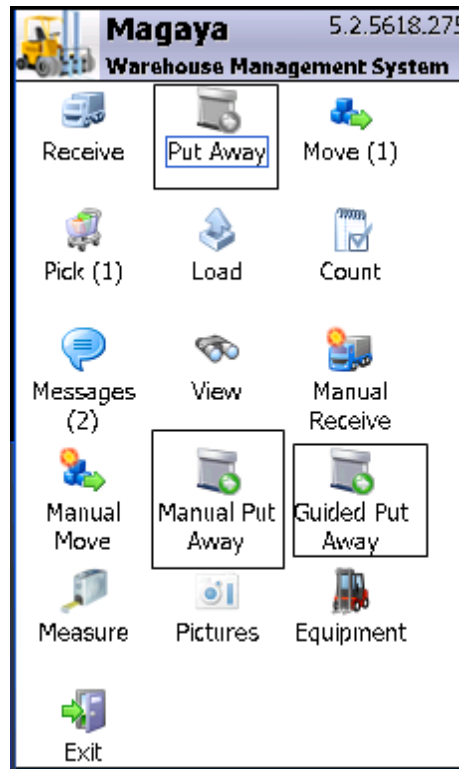 Magaya 5.2.5618.275
Warehouse Management System
Receive Put Away Move (1)
Pick (1) Load Count
Messages View Manual
(2) Receive
Manual Manual Put Guided Put
Move Away Away
Measure Pictures Equipment
Exit